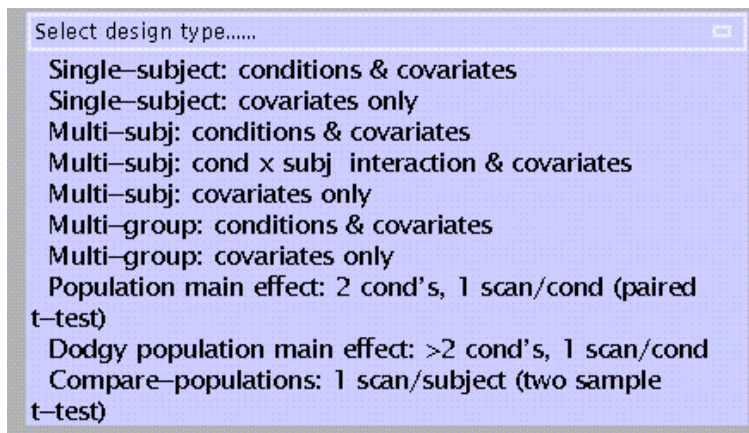 Select design type......
Single–subject: conditions & covariates
Single–subject: covariates only
Multi–subj: conditions & covariates
Multi–subj: cond x subj interaction & covariates
Multi–subj: covariates only
Multi–group: conditions & covariates
Multi–group: covariates only
Population main effect: 2 cond's, 1 scan/cond (paired
t–test)
Dodgy population main effect: >2 cond's, 1 scan/cond
Compare–populations: 1 scan/subject (two sample
t–test)